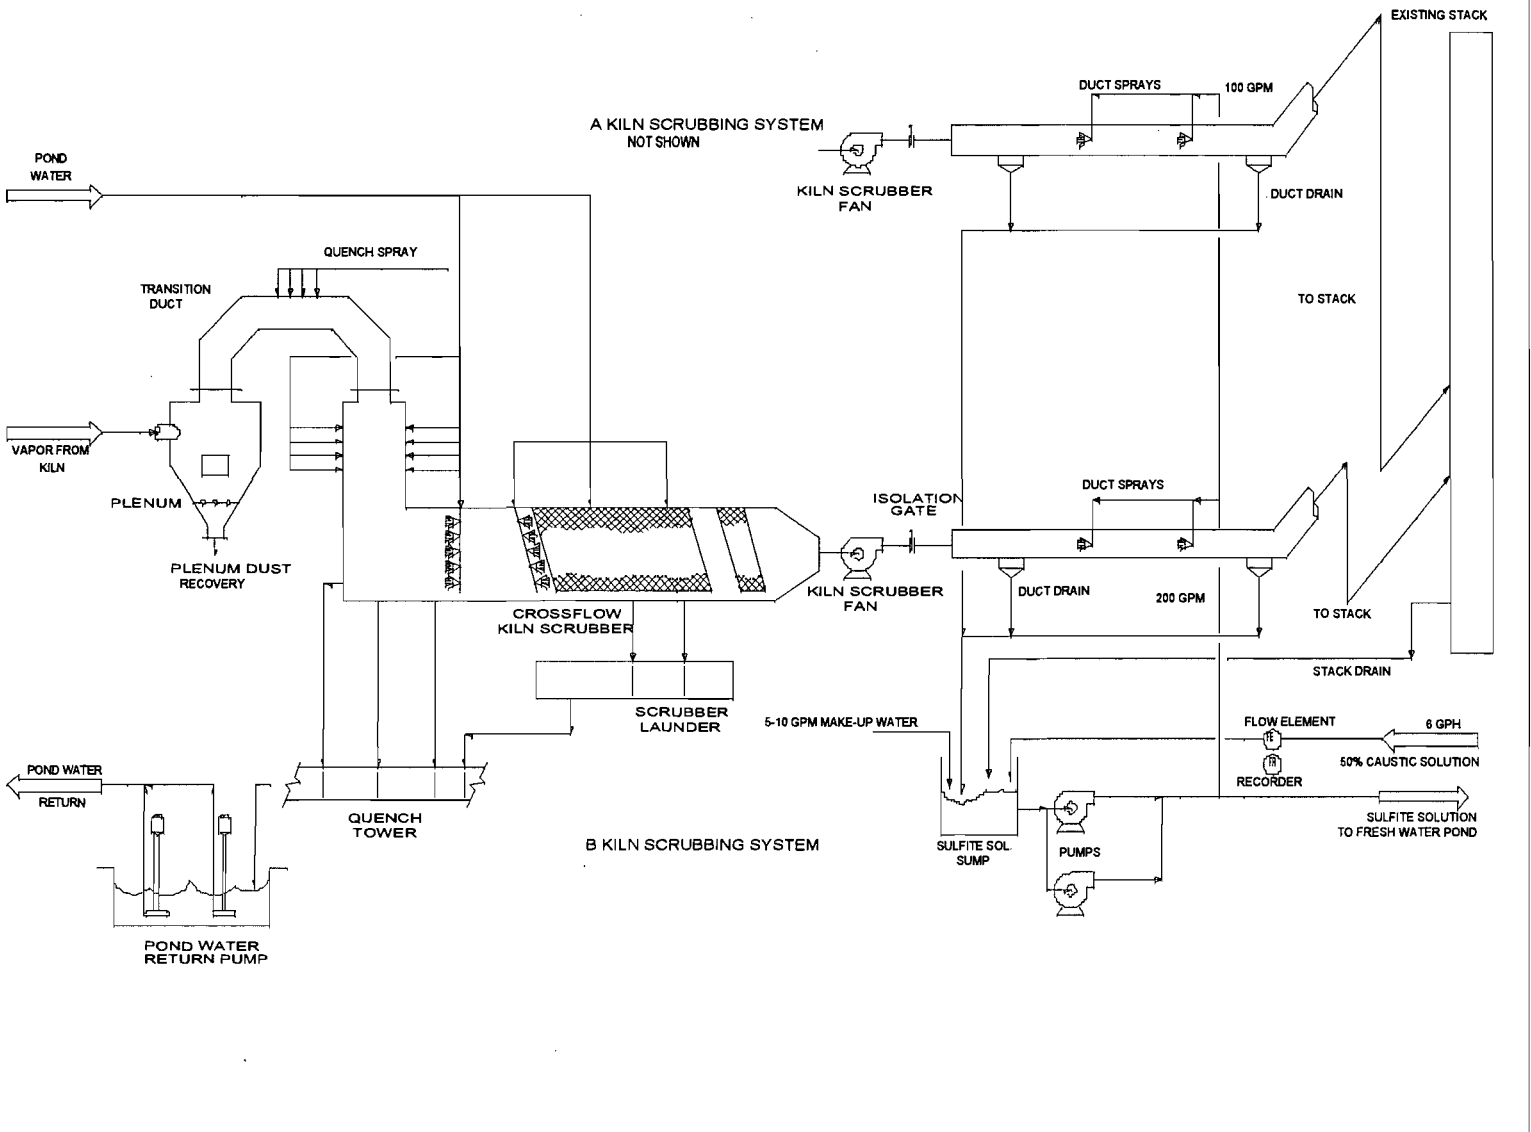 EXISTING STACK
DUCT SPRAYS
100 GPM
A KILN SCRUBBING SYSTEM
NOT SHOWN
POND
WATER
KILN SCRUBBER
FAN
DUCT DRAIN
QUENCH SPRAY
TRANSITION
DUCT
TO STACK
VAPOR FROM
KILN
PLENUM
PLENUM DUST
RECOVERY
ISOLATION
GATE
DUCT SPRAYS
KILN SCRUBBER
FAN
DUCT DRAIN
200 GPM
CROSSFLOW
KILN SCRUBBER
TO STACK
STACK DRAIN
SCRUBBER
LAUNDER
5-10 GPM MAKE-UP WATER
FLOW ELEMENT
6 GPH
FE
50% CAUSTIC SOLUTION
FR
RECORDER
POND WATER
RETURN
QUENCH
TOWER
SULFITE SOLUTION
TO FRESH WATER POND
B KILN SCRUBBING SYSTEM
SULFITE SOL.
SUMP
PUMPS
POND WATER
RETURN PUMP